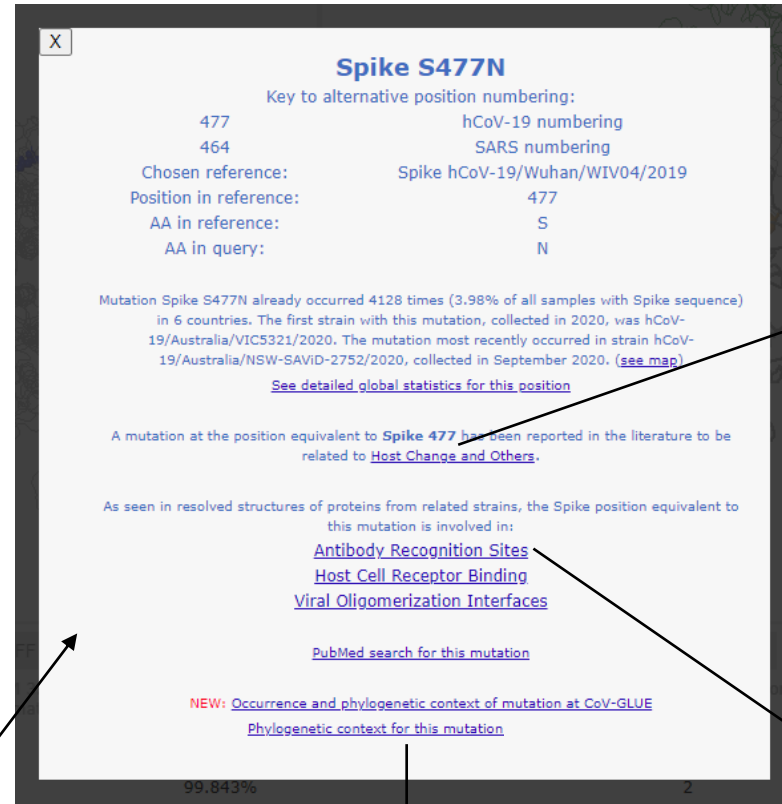 X
Spike S477N
Key to alternative position numbering:
477 hCoV-19 numbering
464 SARS numbering
Chosen reference: Spike hCoV-19/Wuhan/WIV04/2019
Position in reference: 477
AA in reference: S
AA in query: N
Mutation Spike S477N already occurred 4128 times (3.98% of all samples with Spike sequence)
in 6 countries. The first strain with this mutation, collected in 2020, was hCoV-
19/Australia/VIC5321/2020. The mutation most recently occurred in strain hCoV-
19/Australia/NSW-SAViD-2752/2020, collected in September 2020. (see map)
See detailed global statistics for this position
A mutation at the position equivalent to Spike 477 has been reported in the literature to be
related to Host Change and Others.
As seen in resolved structures of proteins from related strains, the Spike position equivalent to
this mutation is involved in:
Antibody Recognition Sites
Host Cell Receptor Binding
Viral Oligomerization Interfaces
PubMed search for this mutation
NEW: Occurrence and phylogenetic context of mutation at CoV-GLUE
Phylogenetic context for this mutation
99.843% 2